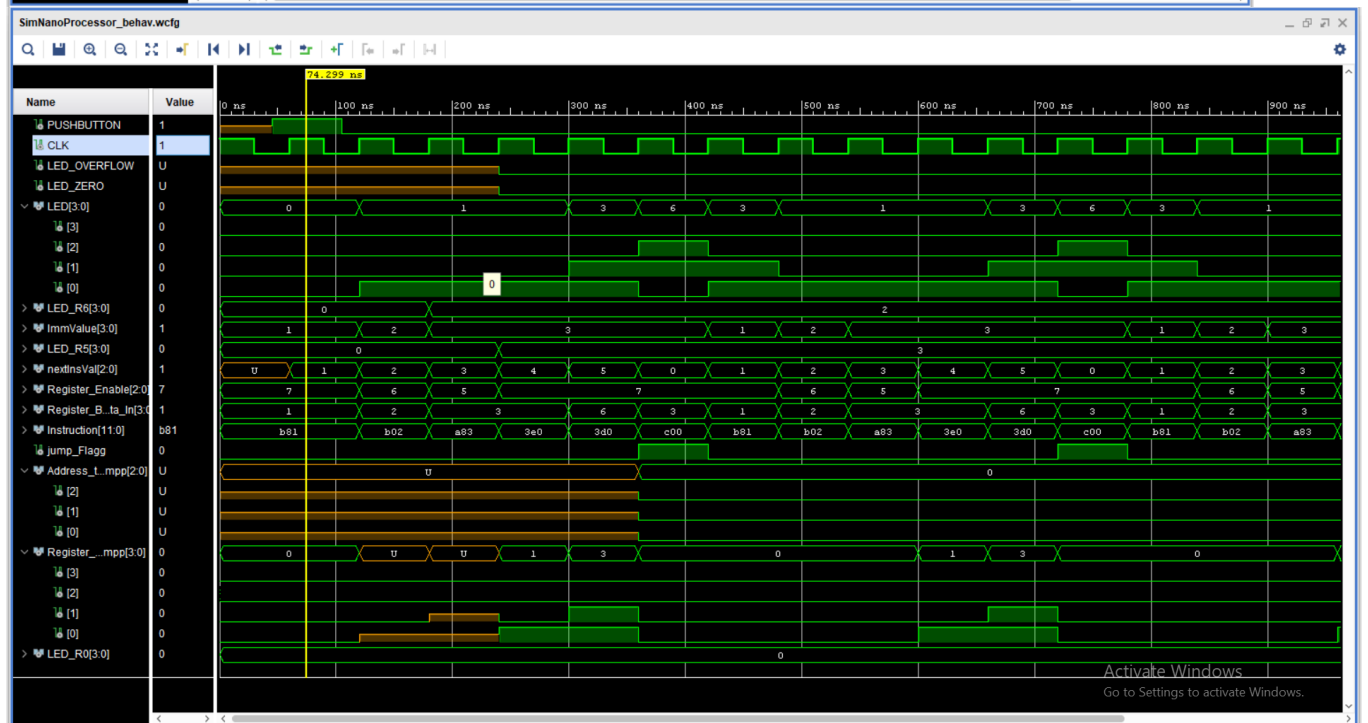 SimNanoProcessor_behav.wcfg
74.299 ns
Name Value 0 ns 100 ns 200 ns 300 ns 400 ns 500 ns 600 ns 700 ns 800 ns 900 ns
PUSHBUTTON 1
CLK 1
LED_OVERFLOW U
LED_ZERO U
LED[3:0] 0 0 1 3 6 3 1 3 6 3 1
[3] 0
[2] 0
[1] 0
[0] 0 0
LED_R6[3:0] 0 0 2
ImmValue[3:0] 1 1 2 3 1 2 3 1 2 3
LED_R5[3:0] 0 0 3
nextInsVal[2:0] 1 U 1 2 3 4 5 0 1 2 3 4 5 0 1 2 3
Register_Enable[2:0] 7 7 6 5 7 6 5 7 6 5
Register_B...ta_In[3:0 1 1 2 3 6 3 1 2 3 6 3 1 2 3
Instruction[11:0] b81 b81 b02 a83 3e0 3d0 c00 b81 b02 a83 3e0 3d0 c00 b81 b02 a83
jump_Flagg 0
Address_t...mpp[2:0] U U 0
[2] U
[1] U
[0] U
Register_...mpp[3:0] 0 0 U U 1 3 0 1 3 0
[3] 0
[2] 0
[1] 0
[0] 0
LED_R0[3:0] 0 0
Activate Windows
Go to Settings to activate Windows.